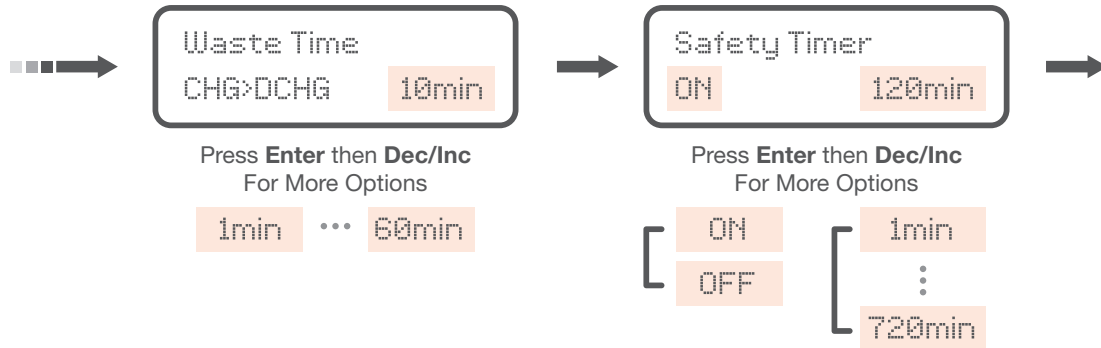 Waste Time
CHG>DCHG 10min
Press Enter then Dec/Inc
For More Options
1min ••• 60min
Safety Timer
ON 120min
Press Enter then Dec/Inc
For More Options
ON
OFF
1min
720min